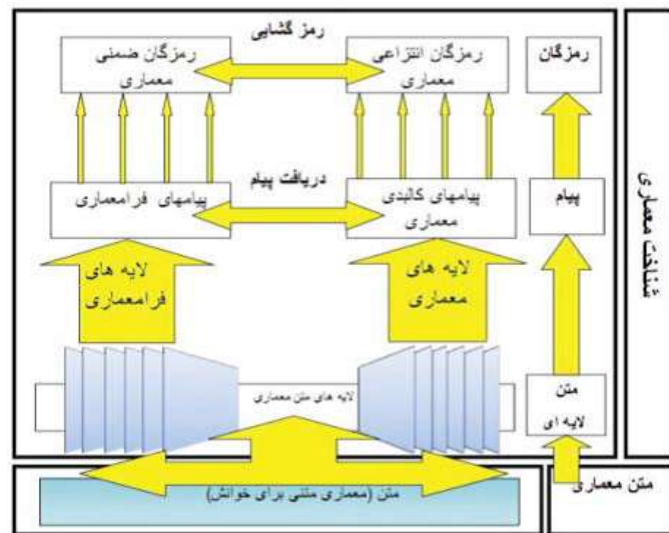 رمز گشایی
رمزگان
رمزگان انتزاعی
معماری
رمزگان ضمنی
معماری
دریافت پیام
پیام
پیامهای کالبدی
معماری
پیامهای فرامعماری
لایه های
معماری
لایه های
فرامعماری
شناخت معماری
متن
لایه ای
لایه های متن معماری
متن معماری
متن (معماری متنی برای خوانش)